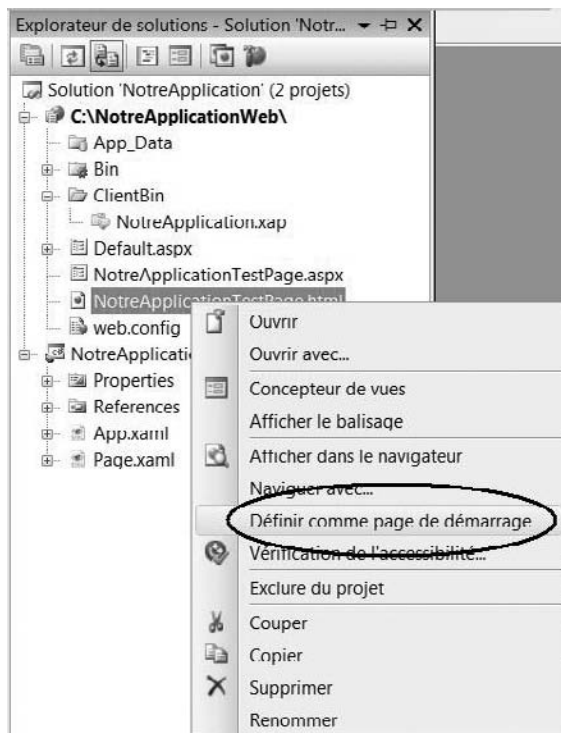 Explorateur de solutions - Solution 'Notr...
Solution 'NotreApplication' (2 projets)
C:\NotreApplicationWeb\
App_Data
Bin
ClientBin
NotreApplication.xap
Default.aspx
NotreApplicationTestPage.aspx
NotreApplicationTestPage.html
web.config
NotreApplicati
Properties
References
App.xaml
Page.xaml
Ouvrir
Ouvrir avec...
Concepteur de vues
Afficher le balisage
Afficher dans le navigateur
Naviguer avec...
Définir comme page de démarrage
Vérification de l'accessibilité...
Exclure du projet
Couper
Copier
Supprimer
Renommer